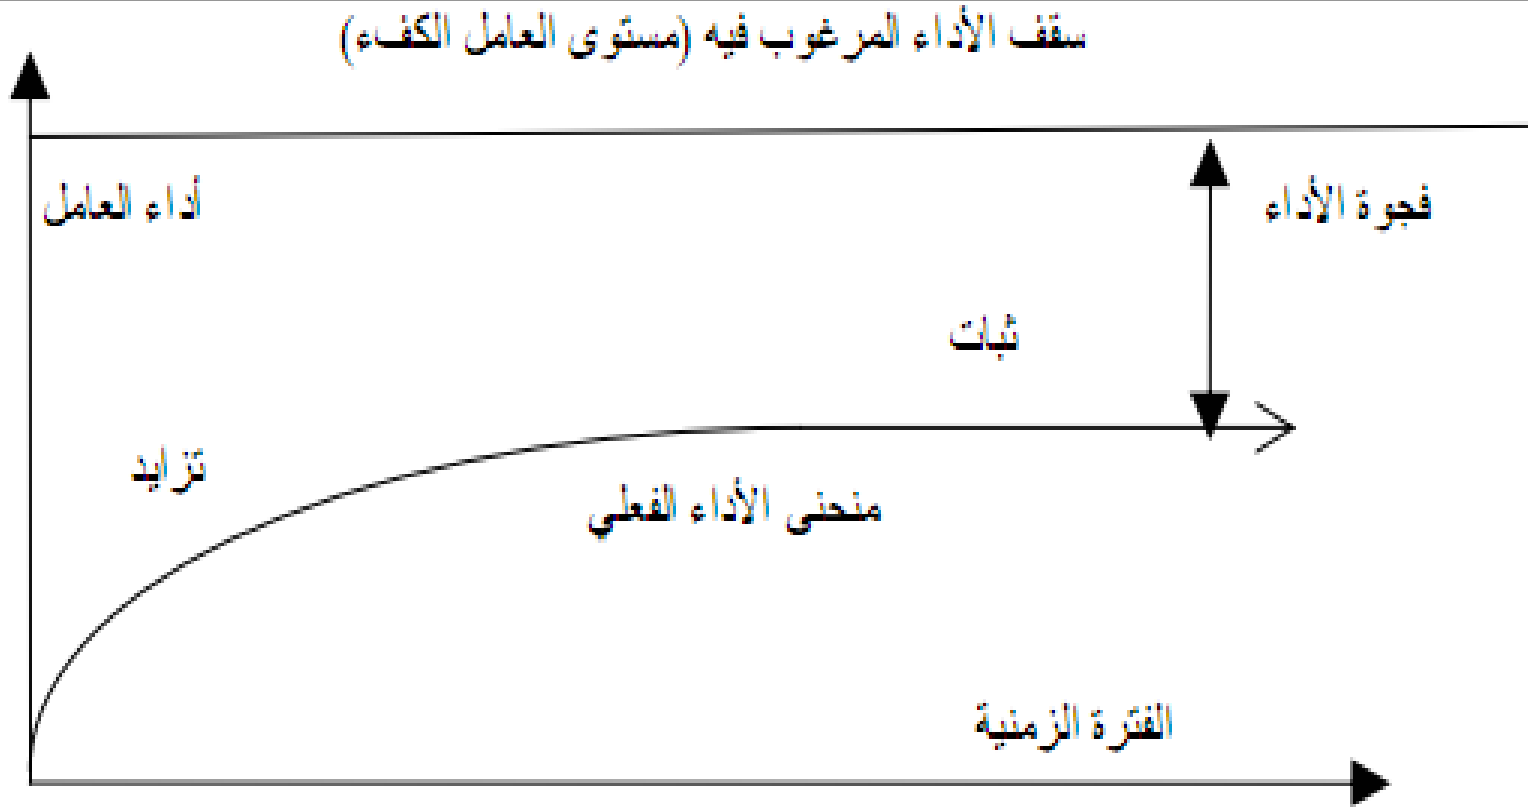 سقف الأداء المرغوب فيه (مستوى العامل الكفء)
أداء العامل
فجوة الأداء
ثبات
تزايد
منحنى الأداء الفعلي
الفترة الزمنية